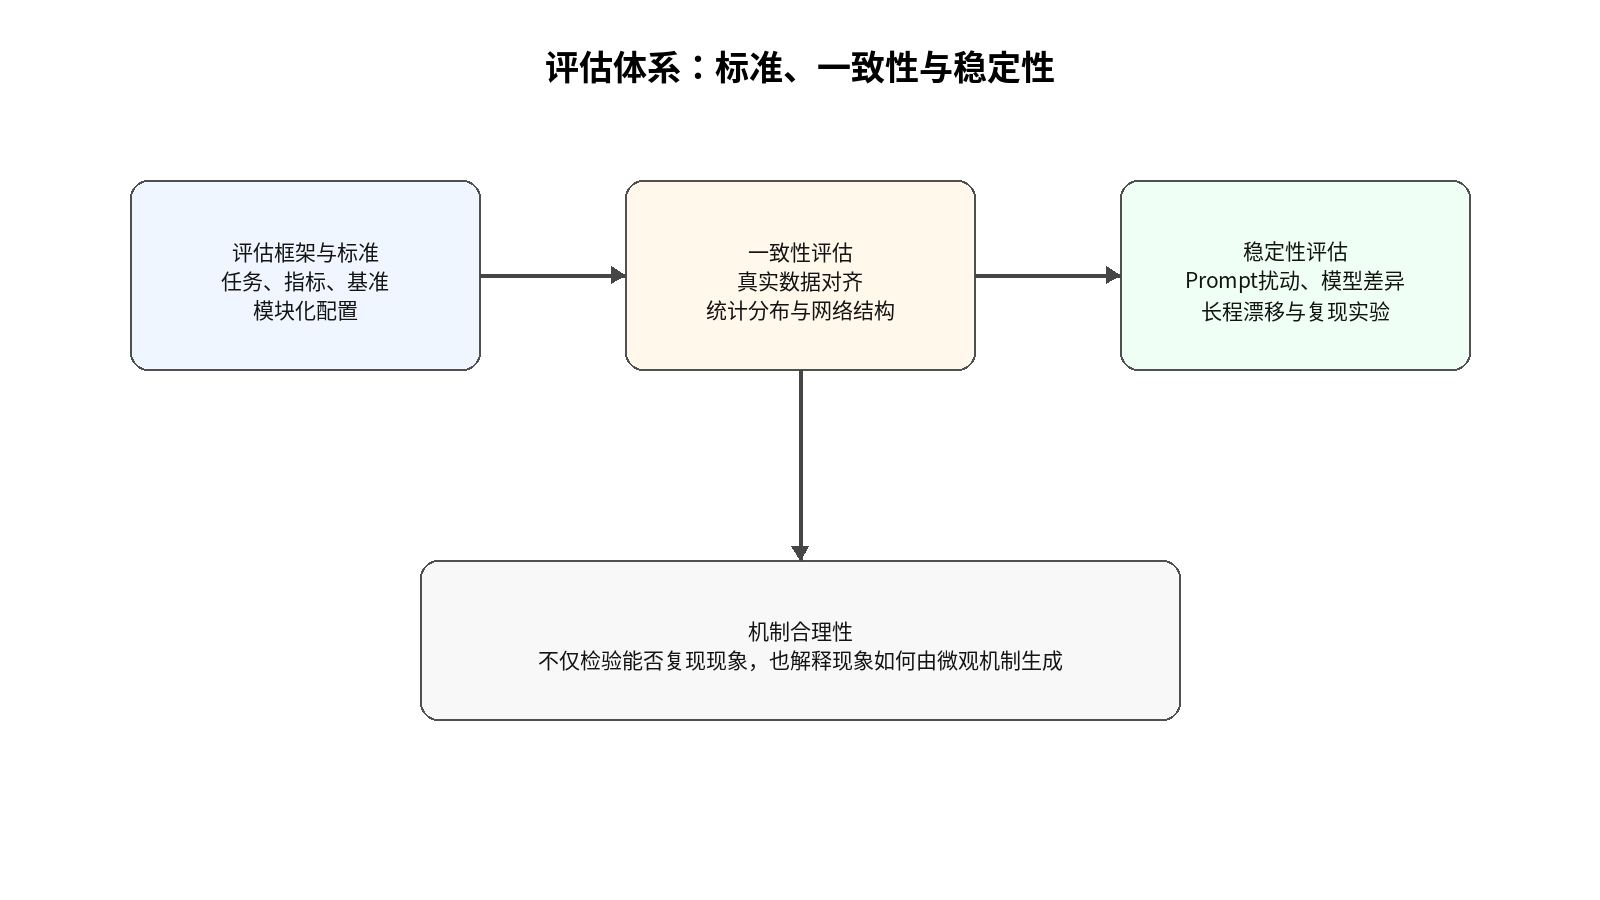 评估体系：标准、一致性与稳定性
评估框架与标准
任务、指标、基准
模块化配置
一致性评估
真实数据对齐
统计分布与网络结构
稳定性评估
Prompt扰动、模型差异
长程漂移与复现实验
机制合理性
不仅检验能否复现现象，也解释现象如何由微观机制生成